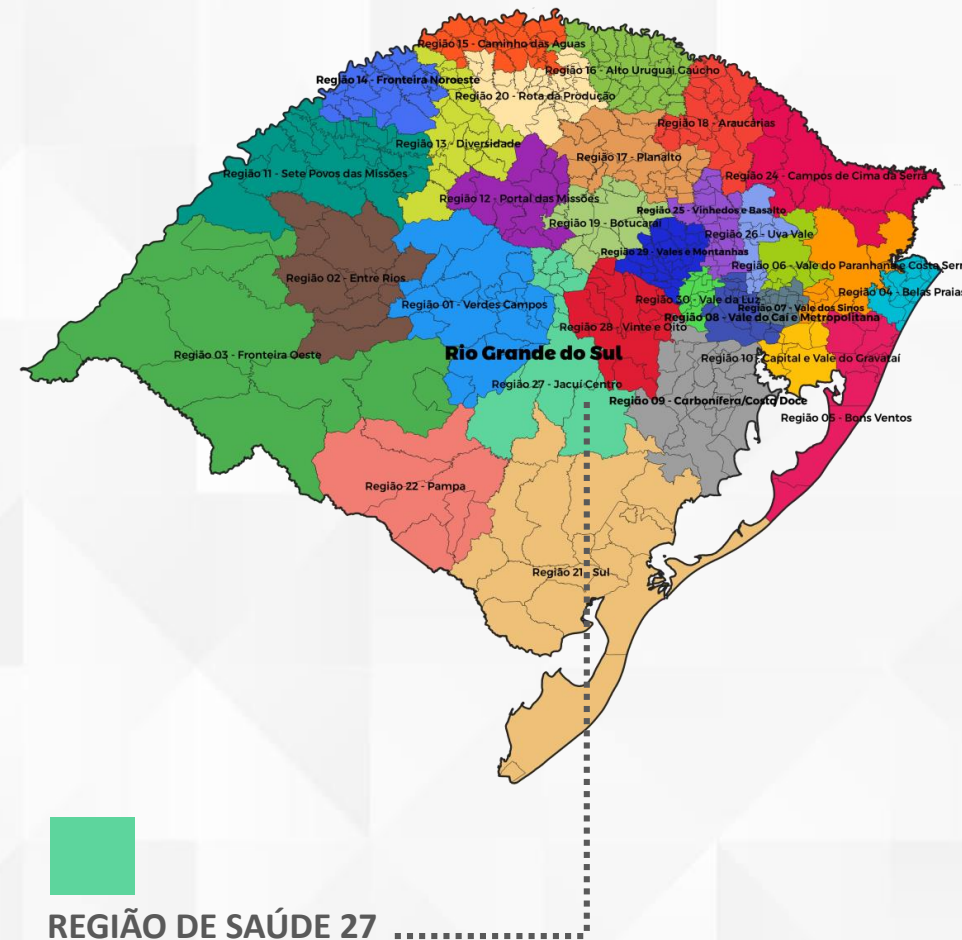 Região 15 - Caminho das Águas
Região 16 - Alto Uruguai Gaúcho
Região 14 - Fronteira Noroeste
Região 20 - Rota da Produção
Região 18 - Araucárias
Região 13 - Diversidade
Região 17 - Planalto
Região 11 - Sete Povos das Missões
Região 24 - Campos de Cima da Serra
Região 12 - Portal das Missões
Região 25 - Vinhedos e Basalto
Região 19 - Botucaraí
Região 26 - Uva Vale
Região 29 - Vales e Montanhas
Região 06 - Vale do Paranhana e Costa Serr
Região 02 - Entre Rios
Região 04 - Belas Praias
Região 01 - Verdes Campos
Região 30 - Vale da Luz
Região 07 - Vale dos Sinos
Região 08 - Vale do Caí e Metropolitana
Região 28 - Vinte e Oito
Rio Grande do Sul
Região 03 - Fronteira Oeste
Região 10 - Capital e Vale do Gravataí
Região 27 - Jacuí Centro
Região 09 - Carbonífera/Costa Doce
Região 05 - Bons Ventos
Região 22 - Pampa
Região 21 - Sul
REGIÃO DE SAÚDE 27